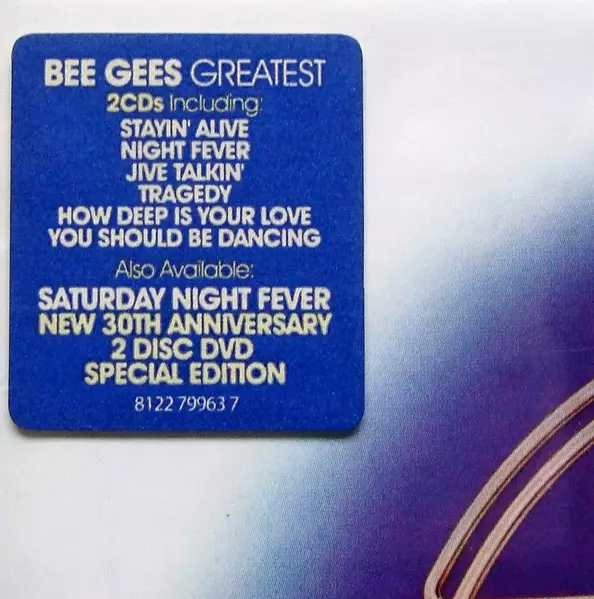 BEE GEES GREATEST
2CDs Including:
STAYIN' ALIVE
NIGHT FEVER
JIVE TALKIN'
TRAGEDY
HOW DEEP IS YOUR LOVE
YOU SHOULD BE DANCING
Also Available:
SATURDAY NIGHT FEVER
NEW 30TH ANNIVERSARY
2 DISC DVD
SPECIAL EDITION
8122 79963 7